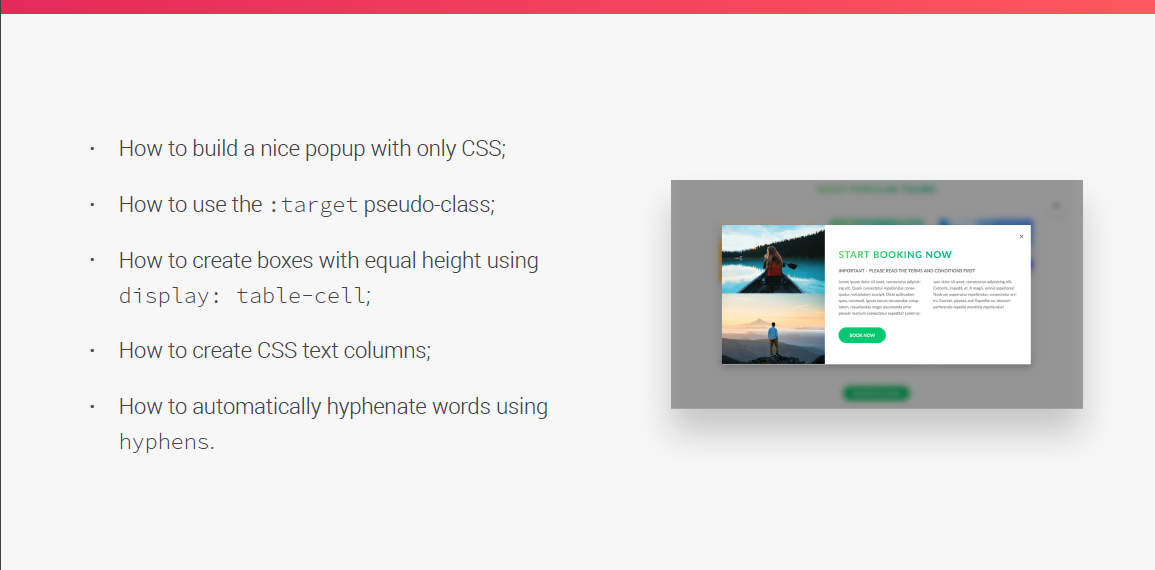 · How to build a nice popup with only CSS;
· How to use the :target pseudo-class;
· How to create boxes with equal height using
display: table-cell;
· How to create CSS text columns;
· How to automatically hyphenate words using
hyphens.
START BOOKING NOW
IMPORTANT – PLEASE READ THE TERMS AND CONDITIONS FIRST
BOOK NOW